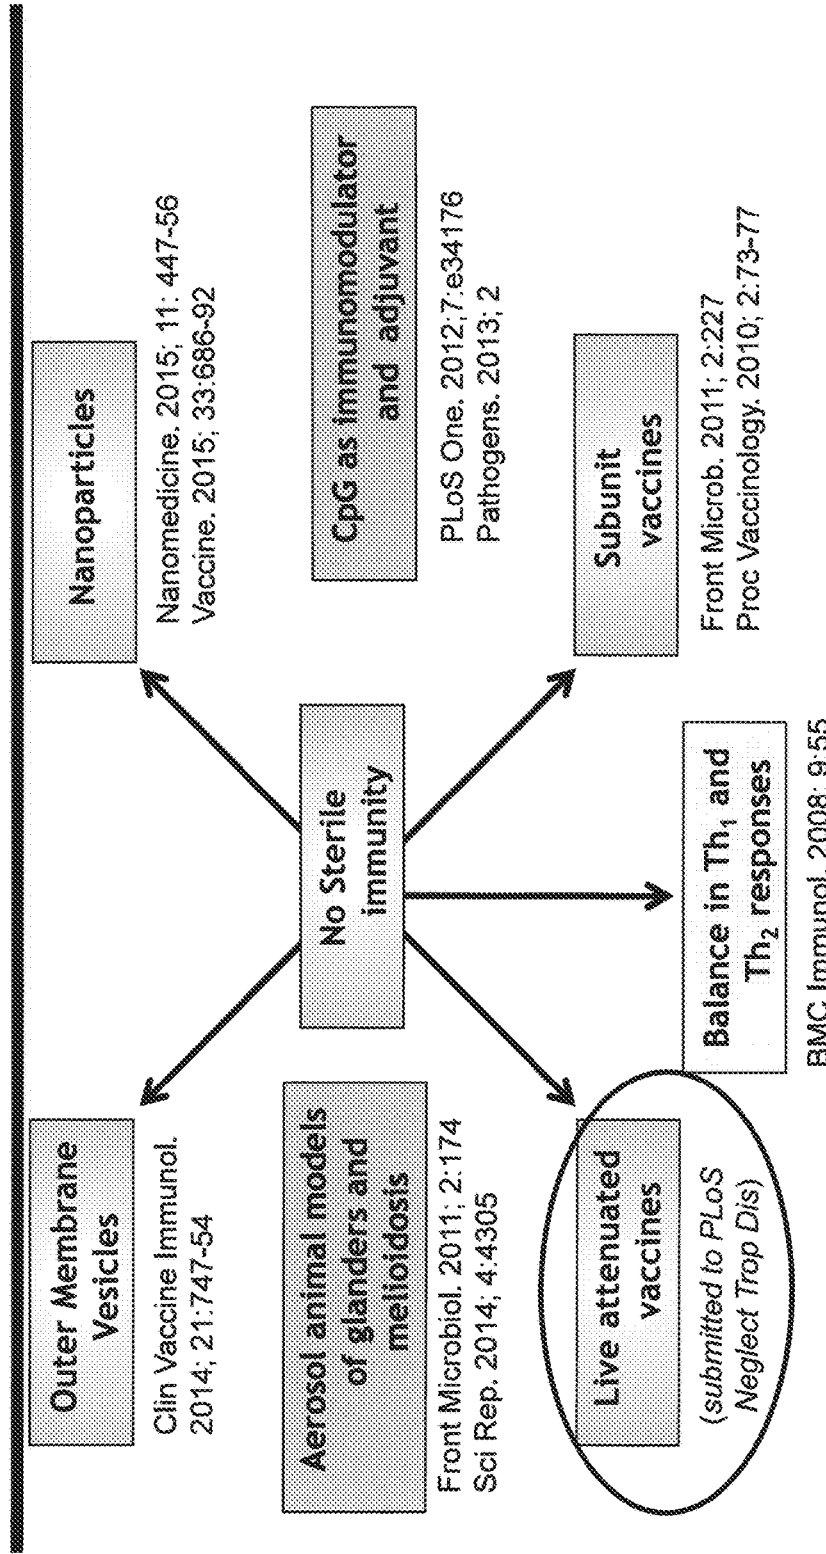 Outer Membrane
Vesicles
Clin Vaccine Immunol.
2014; 21:747-54
Nanoparticles
Nanomedicine. 2015; 11: 447-56
Vaccine. 2015; 33:686-92
Aerosol animal models
of glanders and
melioidosis
Front Microbiol. 2011; 2:174
Sci Rep. 2014; 4:4305
No Sterile
immunity
CpG as immunomodulator
and adjuvant
PLoS One. 2012;7:e34176
Pathogens. 2013; 2
Live attenuated
vaccines
(submitted to PLoS
Neglect Trop Dis)
Balance in Th₁ and
Th₂ responses
BMC Immunol. 2008; 9:55
Subunit
vaccines
Front Microb. 2011; 2:227
Proc Vaccinology. 2010; 2:73-77